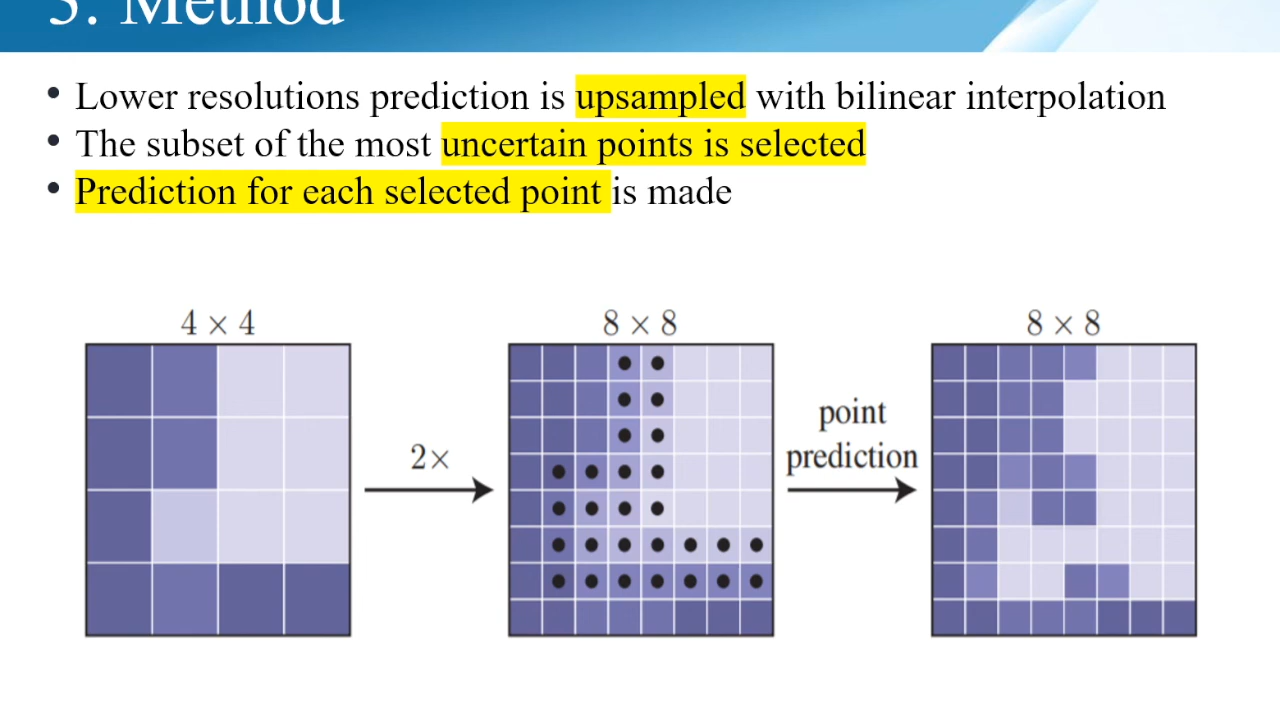 3. Method
• Lower resolutions prediction is upsampled with bilinear interpolation
• The subset of the most uncertain points is selected
• Prediction for each selected point is made
4 × 4
8 × 8
8 × 8
2×
point
prediction